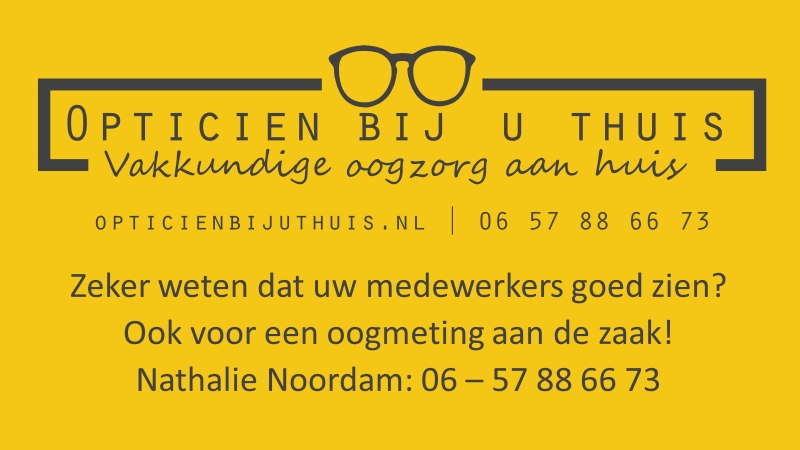 Opticien bij u thuis
Vakkundige oogzorg aan huis
opticienbijuthuis.nl | 06 57 88 66 73
Zeker weten dat uw medewerkers goed zien?
Ook voor een oogmeting aan de zaak!
Nathalie Noordam: 06 – 57 88 66 73